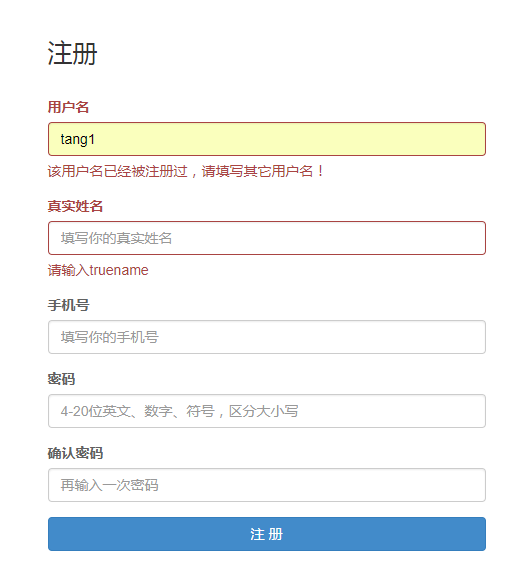 注册
用户名
tang1
该用户名已经被注册过，请填写其它用户名！
真实姓名
填写你的真实姓名
请输入truename
手机号
填写你的手机号
密码
4-20位英文、数字、符号，区分大小写
确认密码
再输入一次密码
注 册